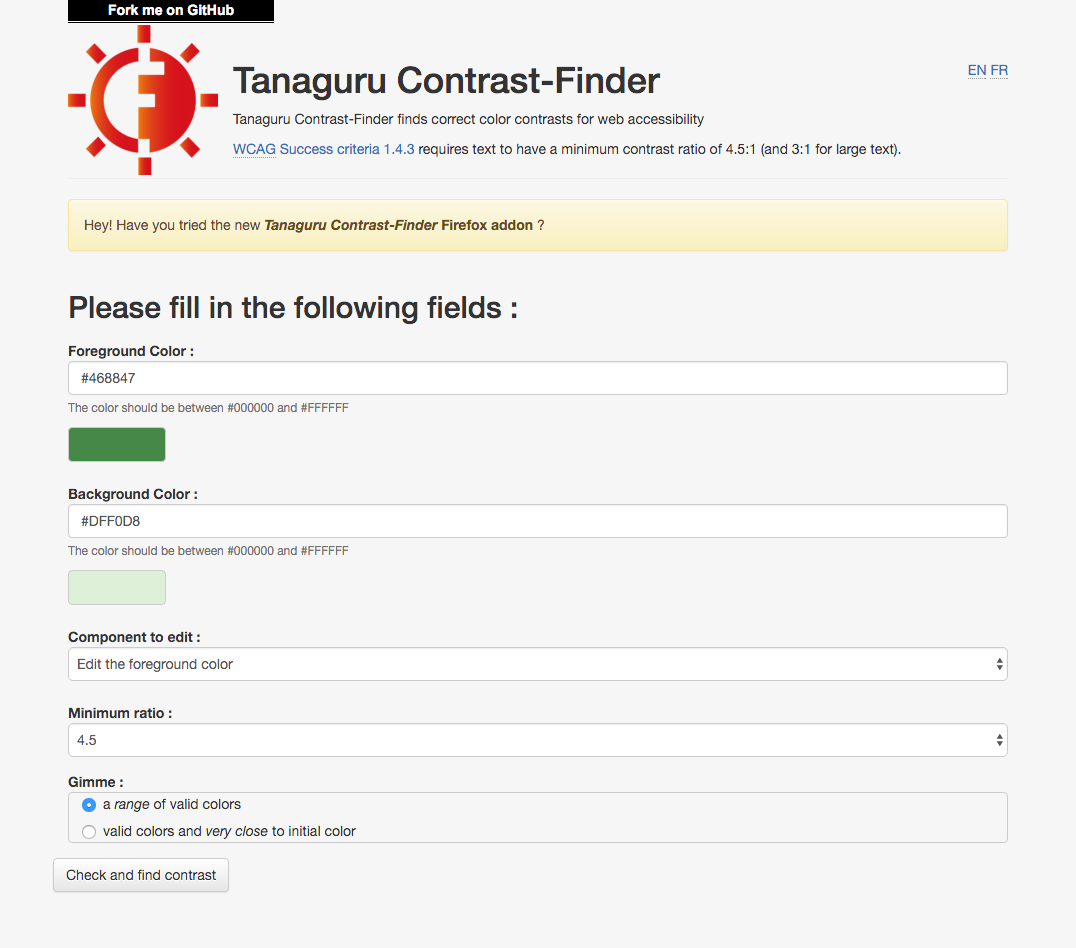 Fork me on GitHub
Tanaguru Contrast-Finder
EN FR
Tanaguru Contrast-Finder finds correct color contrasts for web accessibility
WCAG Success criteria 1.4.3 requires text to have a minimum contrast ratio of 4.5:1 (and 3:1 for large text).
Hey! Have you tried the new Tanaguru Contrast-Finder Firefox addon ?
Please fill in the following fields :
Foreground Color :
#468847
The color should be between #000000 and #FFFFFF
Background Color :
#DFF0D8
The color should be between #000000 and #FFFFFF
Component to edit :
Edit the foreground color
Minimum ratio :
4.5
Gimme :
a range of valid colors
valid colors and very close to initial color
Check and find contrast